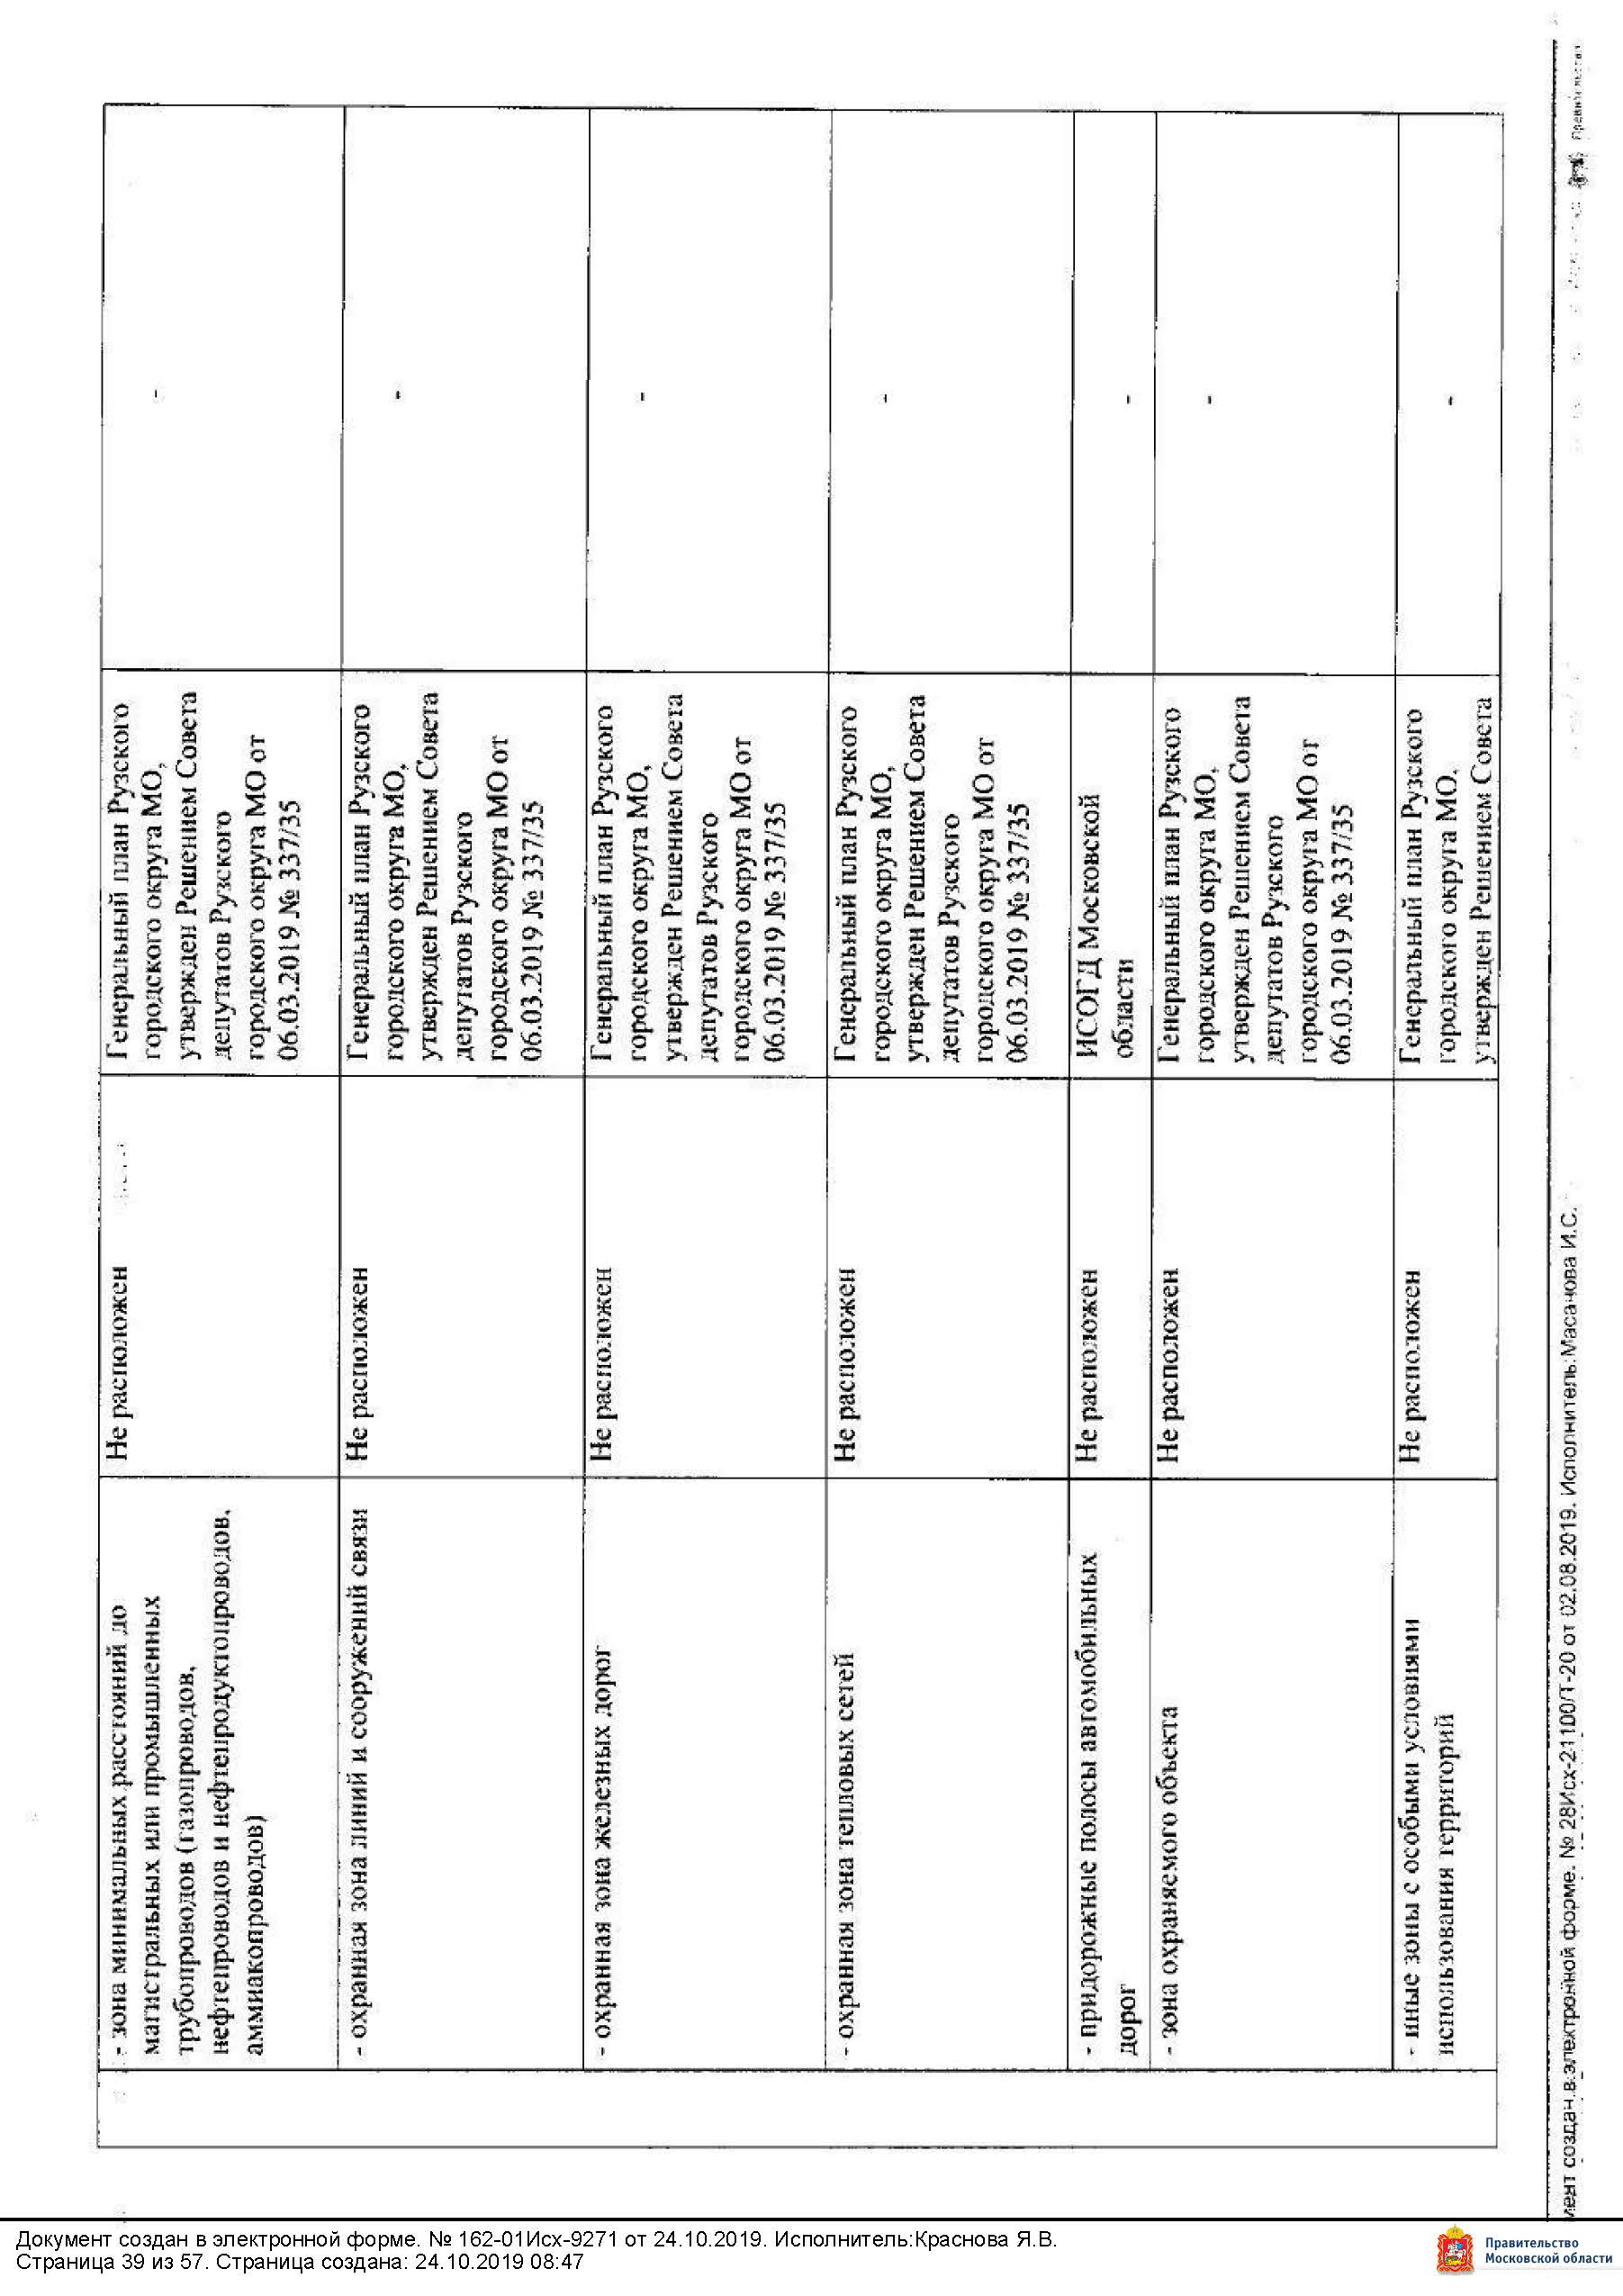 - зона минимальных расстояний до
магистральных или промышленных
трубопроводов (газопроводов,
нефтепроводов и нефтепродуктопроводов,
аммиакопроводов)
Не расположен
Генеральный план Рузского
городского округа МО,
утвержден Решением Совета
депутатов Рузского
городского округа МО от
06.03.2019 № 337/35
-
- охранная зона линий и сооружений связи
Не расположен
Генеральный план Рузского
городского округа МО,
утвержден Решением Совета
депутатов Рузского
городского округа МО от
06.03.2019 № 337/35
-
- охранная зона железных дорог
Не расположен
Генеральный план Рузского
городского округа МО,
утвержден Решением Совета
депутатов Рузского
городского округа МО от
06.03.2019 № 337/35
-
- охранная зона тепловых сетей
Не расположен
Генеральный план Рузского
городского округа МО,
утвержден Решением Совета
депутатов Рузского
городского округа МО от
06.03.2019 № 337/35
-
- придорожные полосы автомобильных
дорог
Не расположен
ИСОГД Московской
области
-
- зона охраняемого объекта
Не расположен
Генеральный план Рузского
городского округа МО,
утвержден Решением Совета
депутатов Рузского
городского округа МО от
06.03.2019 № 337/35
-
- иные зоны с особыми условиями
использования территорий
Не расположен
Генеральный план Рузского
городского округа МО,
утвержден Решением Совета
-
мент создан в электронной форме. № 28Исх-21100/Т-20 от 02.08.2019. Исполнитель:Масанова И.С.
Документ создан в электронной форме. № 162-01Исх-9271 от 24.10.2019. Исполнитель:Краснова Я.В.
Страница 39 из 57. Страница создана: 24.10.2019 08:47
Правительство
Московской области